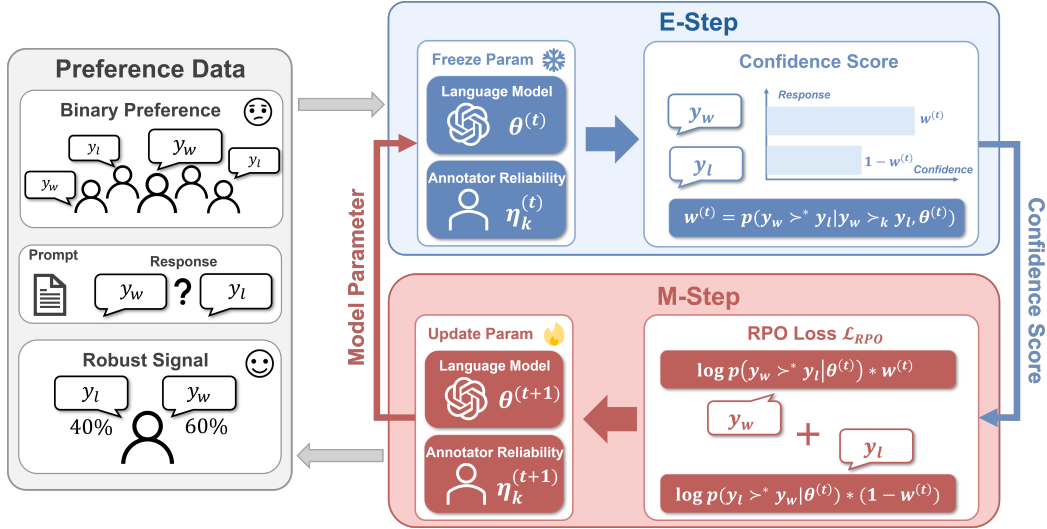 Preference Data
Binary Preference
y_l
y_w
y_l
y_w
Prompt
Response
y_w
?
y_l
Robust Signal
y_l
y_w
40%
60%
Model Parameter
E-Step
Freeze Param
Language Model
θ^(t)
Annotator Reliability
η_k^(t)
Confidence Score
y_w
y_l
Response
w^(t)
1 − w^(t)
Confidence
w^(t) = p(y_w ≻* y_l|y_w ≻_k y_l, θ^(t))
Confidence Score
M-Step
Update Param
Language Model
θ^(t+1)
Annotator Reliability
η_k^(t+1)
RPO Loss ℒ_RPO
log p(y_w ≻* y_l|θ^(t)) * w^(t)
y_w
+
y_l
log p(y_l ≻* y_w|θ^(t)) * (1 − w^(t))